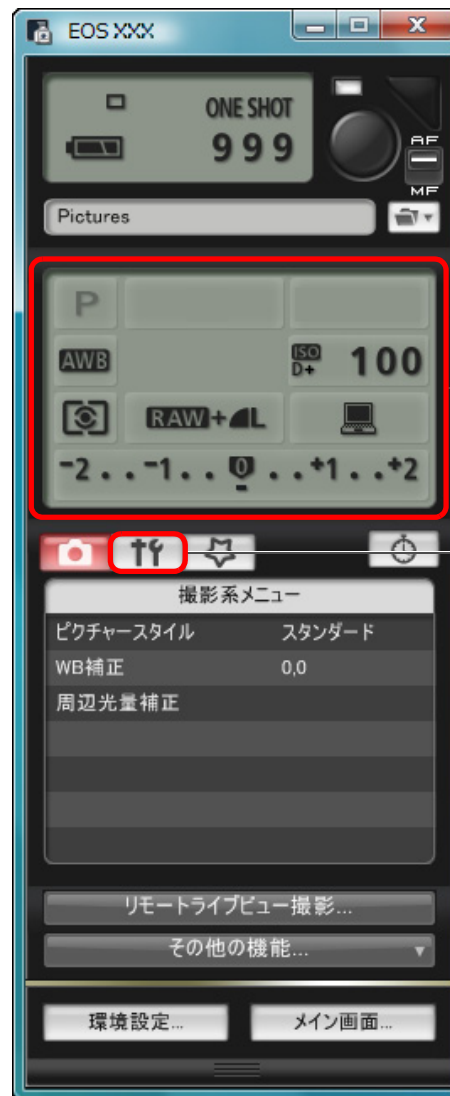 EOS XXX
ONE SHOT
999
AF
MF
Pictures
P
AWB
ISO
D+ 100
RAW+L
-2..-1..0..+1..+2
撮影系メニュー
ピクチャースタイル スタンダード
WB補正 0,0
周辺光量補正
リモートライブビュー撮影...
その他の機能...
環境設定... メイン画面...